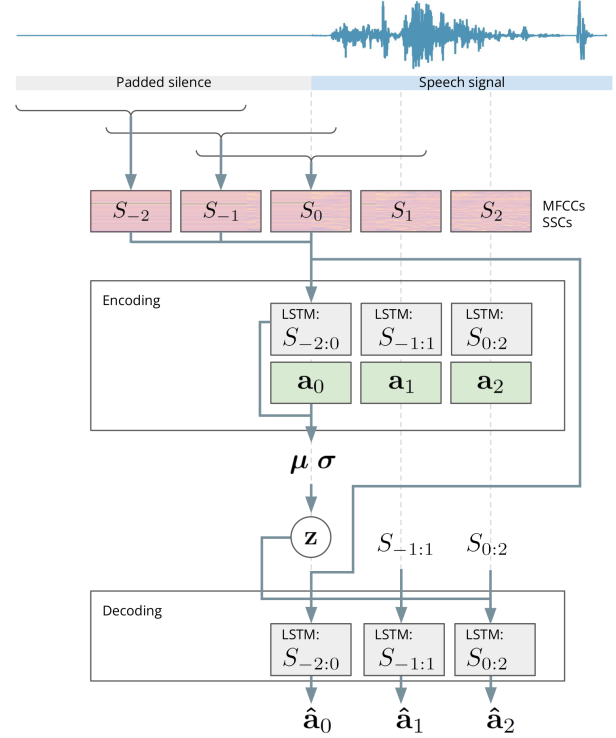 Padded silence Speech signal
S₋₂ S₋₁ S₀ S₁ S₂ MFCCs
SSCs
Encoding
LSTM: LSTM: LSTM:
S₋₂:₀ S₋₁:₁ S₀:₂
a₀ a₁ a₂
μ σ
z
S₋₁:₁ S₀:₂
Decoding
LSTM: LSTM: LSTM:
S₋₂:₀ S₋₁:₁ S₀:₂
â₀ â₁ â₂